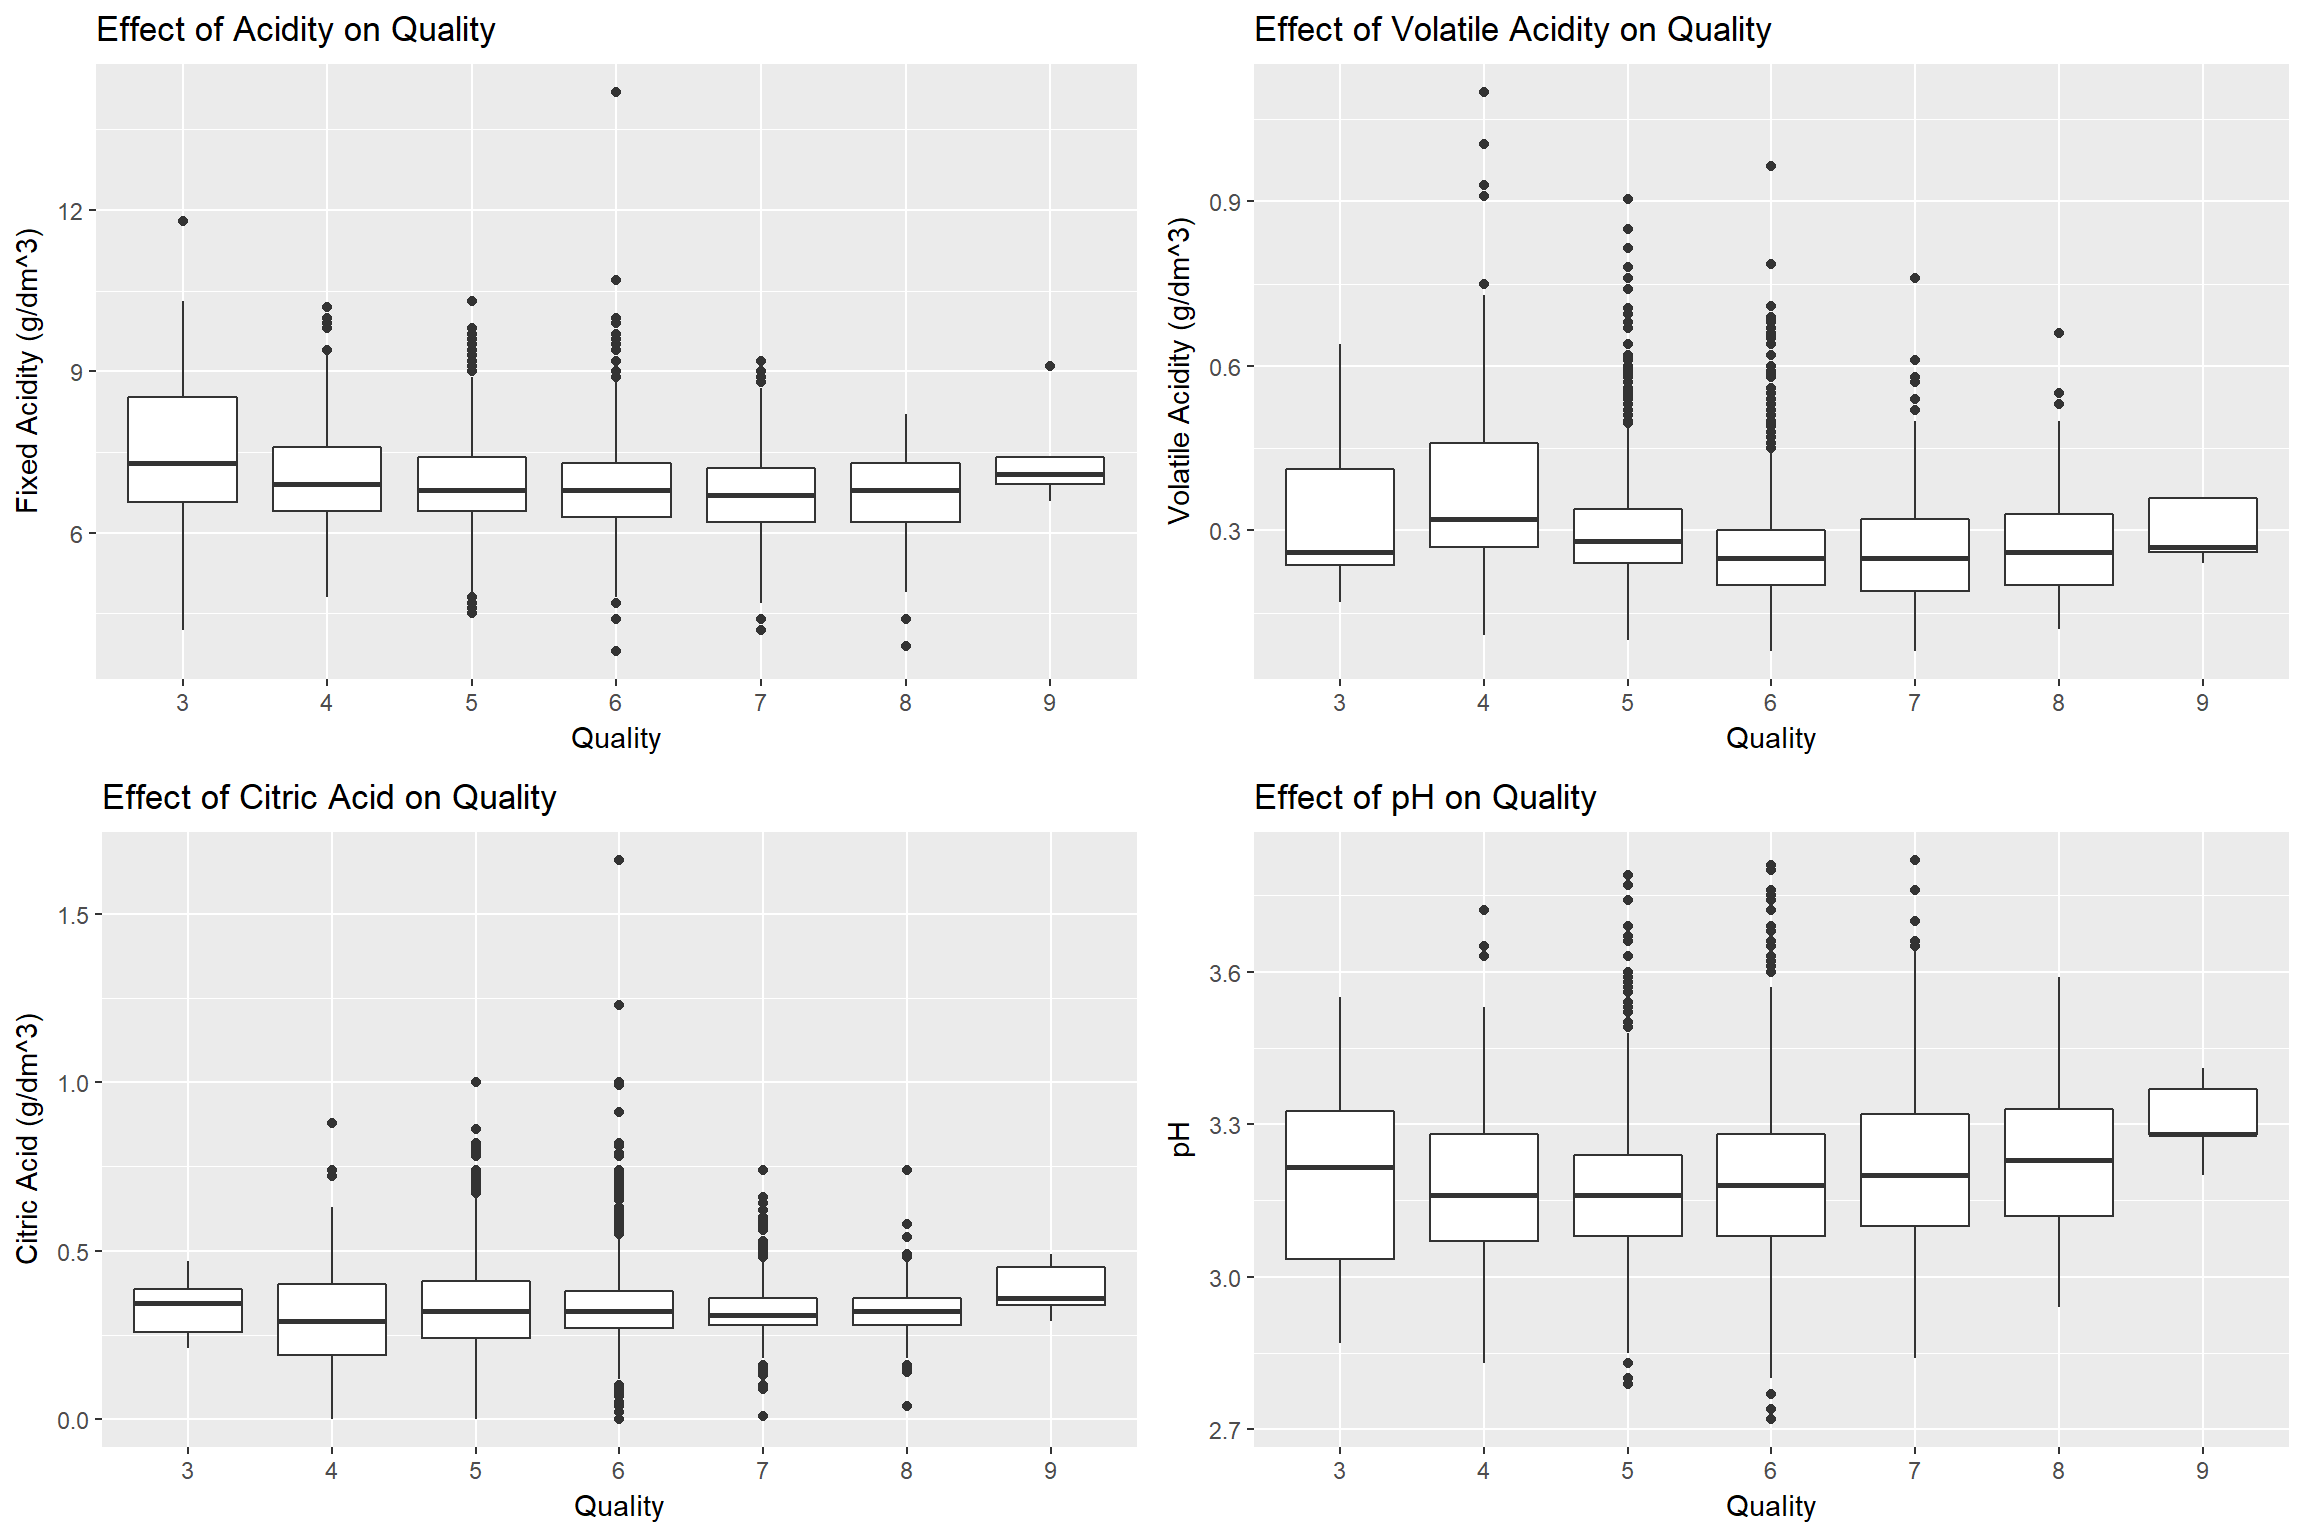 Effect of Acidity on Quality
Fixed Acidity (g/dm^3)
12
9
6
3 4 5 6 7 8 9
Quality
Effect of Volatile Acidity on Quality
Volatile Acidity (g/dm^3)
0.9
0.6
0.3
3 4 5 6 7 8 9
Quality
Effect of Citric Acid on Quality
Citric Acid (g/dm^3)
1.5
1.0
0.5
0.0
3 4 5 6 7 8 9
Quality
Effect of pH on Quality
pH
3.6
3.3
3.0
2.7
3 4 5 6 7 8 9
Quality